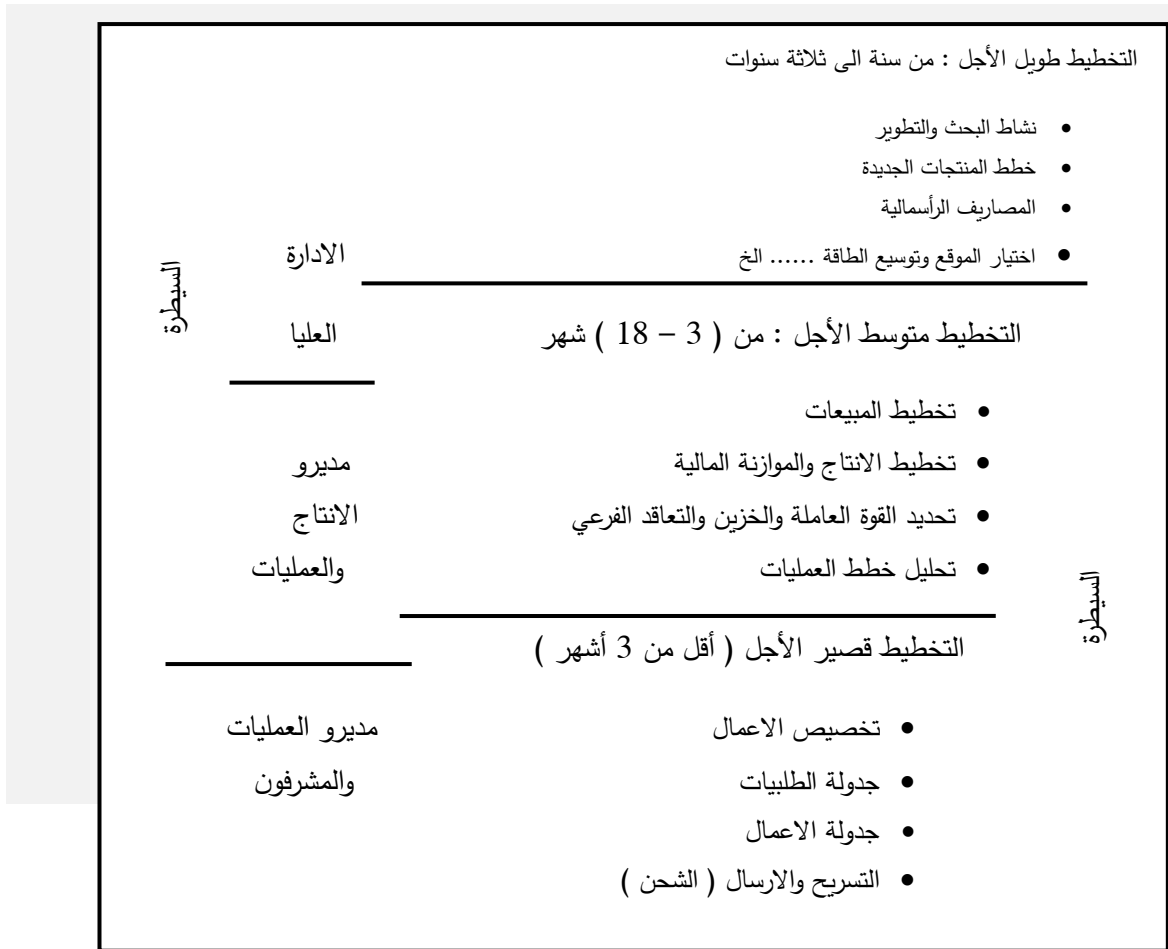 التخطيط طويل الأجل : من سنة الى ثلاثة سنوات
• نشاط البحث والتطوير
• خطط المنتجات الجديدة
• المصاريف الرأسمالية
• اختيار الموقع وتوسيع الطاقة ...... الخ
الادارة
السيطرة
التخطيط متوسط الأجل : من ( 3 – 18 ) شهر
العليا
• تخطيط المبيعات
• تخطيط الانتاج والموازنة المالية
مديرو
• تحديد القوة العاملة والخزين والتعاقد الفرعي
الانتاج
• تحليل خطط العمليات
والعمليات
السيطرة
التخطيط قصير الأجل ( أقل من 3 أشهر )
• تخصيص الاعمال
مديرو العمليات
• جدولة الطلبيات
والمشرفون
• جدولة الاعمال
• التسريح والارسال ( الشحن )